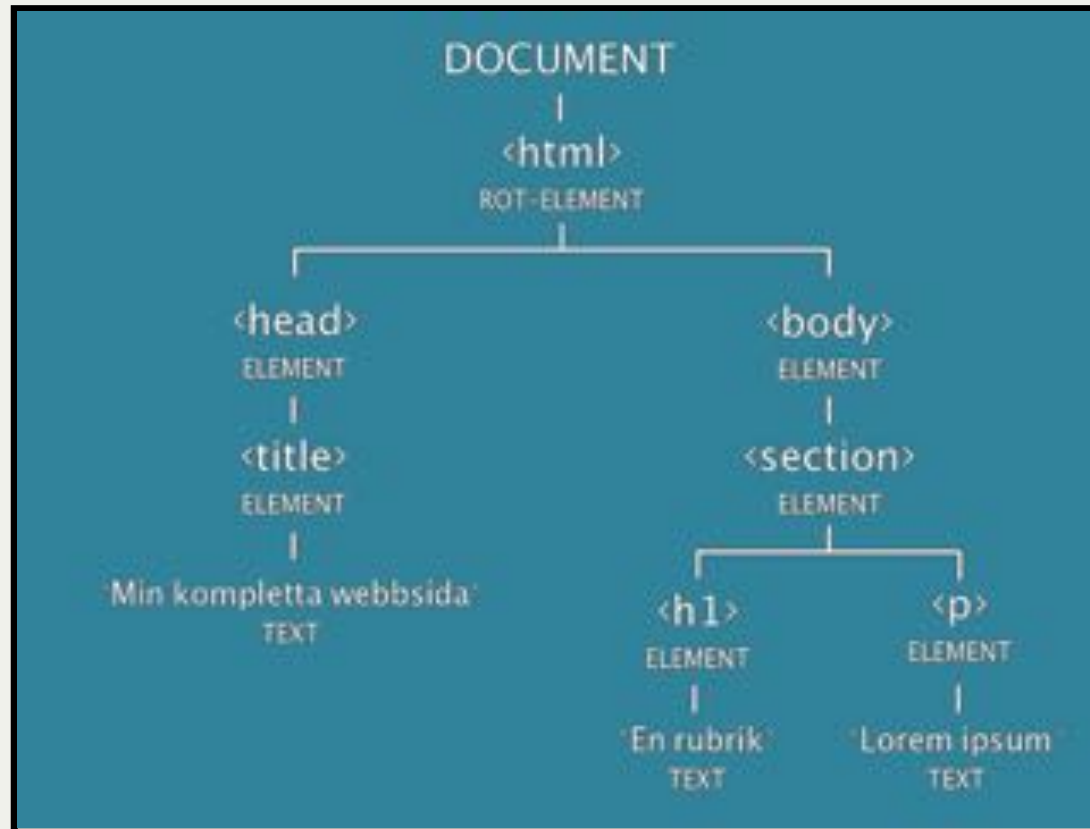 DOCUMENT
<html>
ROT-ELEMENT
<head> <body>
ELEMENT ELEMENT
<title> <section>
ELEMENT ELEMENT
"Min kompletta webbsida"
TEXT
<h1> <p>
ELEMENT ELEMENT
"En rubrik" "Lorem ipsum"
TEXT TEXT